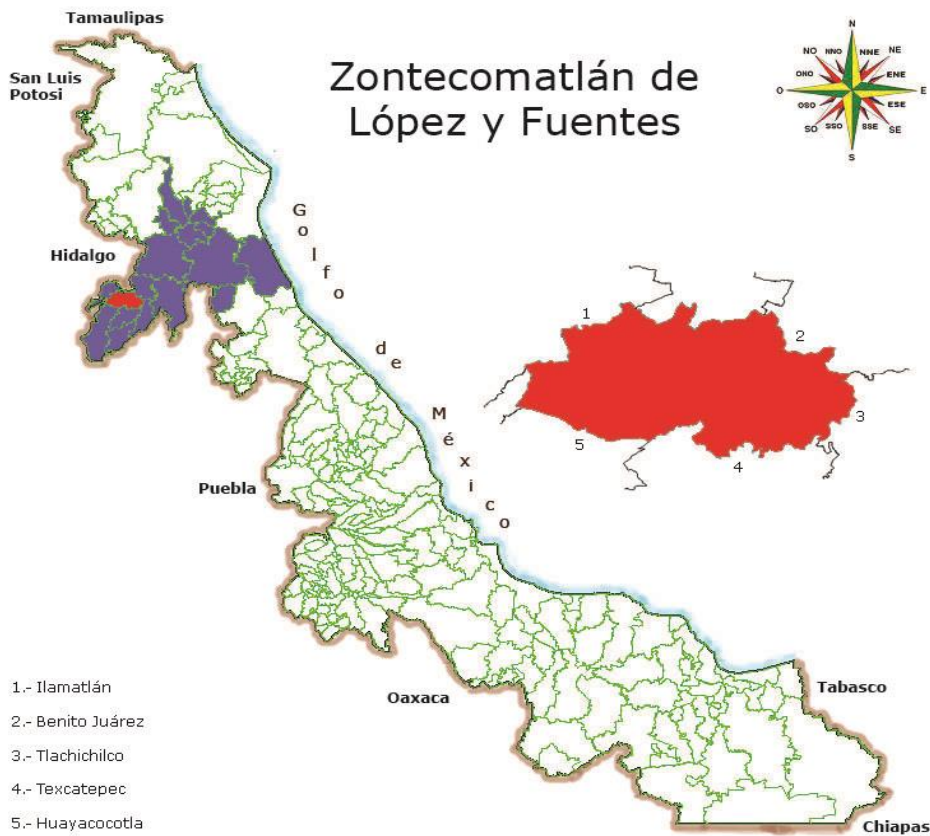 Tamaulipas
San Luis
Potosi
Zontecomatlán de
López y Fuentes
N
NNO
NNE
NO
NE
ONO
ENE
O
E
OSO
ESE
SO
SSO
SSE
SE
S
Hidalgo
Golfo de México
1
2
3
4
5
Puebla
Oaxaca
Tabasco
Chiapas
1.- Ilamatlán
2.- Benito Juárez
3.- Tlachichilco
4.- Texcatepec
5.- Huayacocotla